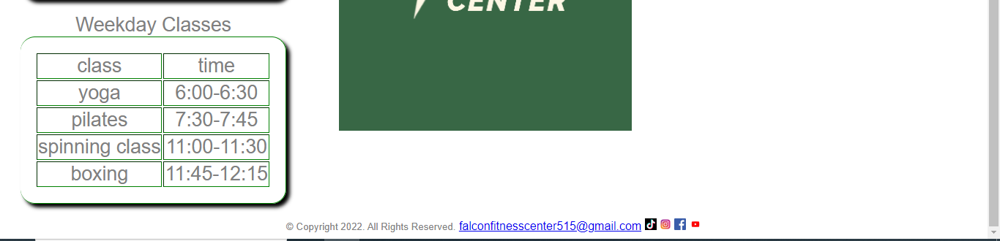 CENTER
Weekday Classes
class time
yoga 6:00-6:30
pilates 7:30-7:45
spinning class 11:00-11:30
boxing 11:45-12:15
© Copyright 2022. All Rights Reserved. falconfitnesscenter515@gmail.com